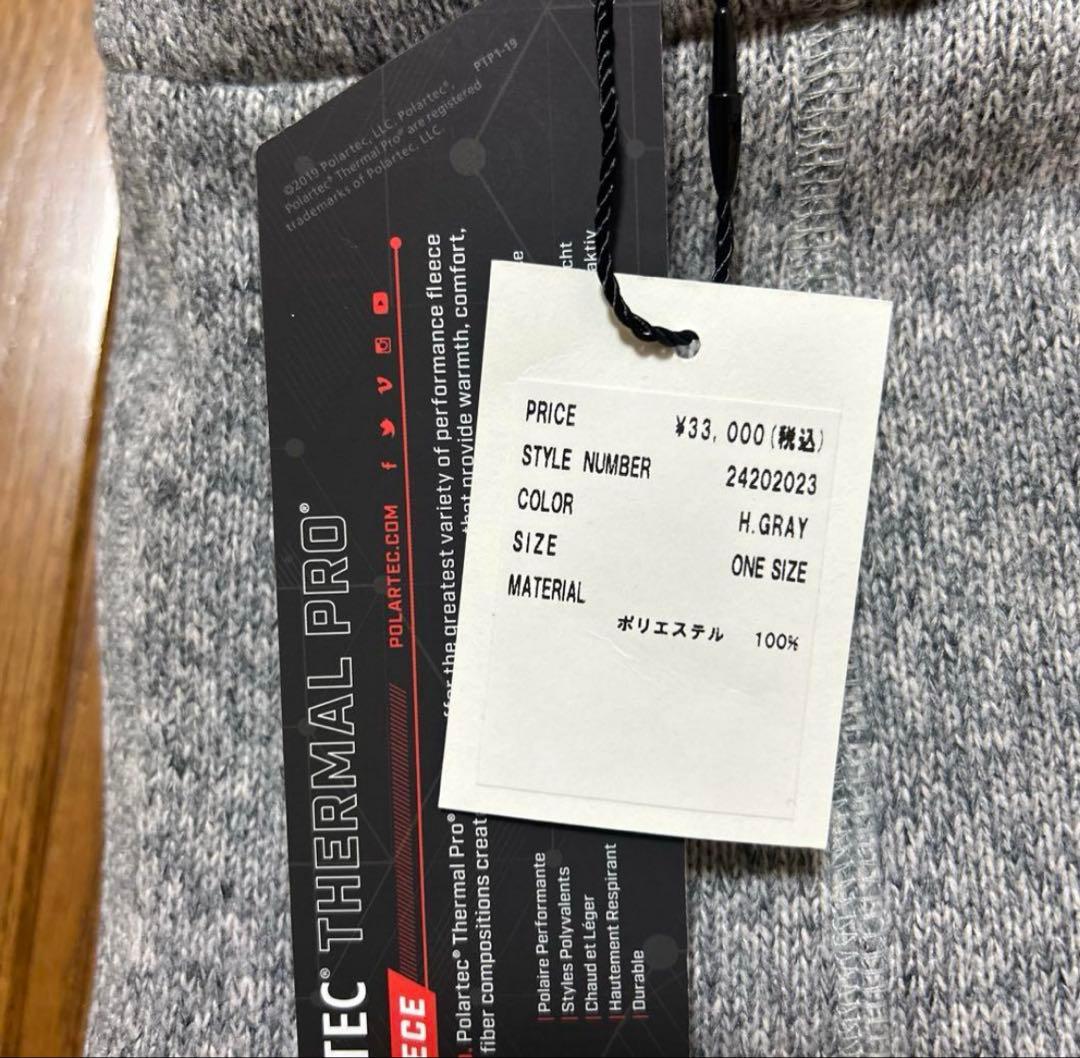 PRICE ¥33,000(税込)
STYLE NUMBER 24202023
COLOR H.GRAY
SIZE ONE SIZE
MATERIAL
ポリエステル 100%
©2019 Polartec, LLC. Polartec®
Polartec® Thermal Pro® are registered
trademarks of Polartec, LLC.
PTP1-19
TEC® THERMAL PRO®
ECE
POLARTEC.COM
Polartec® Thermal Pro®
the greatest variety of performance fleece
fiber compositions creat
that provide warmth, comfort,
Polaire Performante
Styles Polyvalents
Chaud et Léger
Hautement Respirant
Durable
e
cht
aktiv